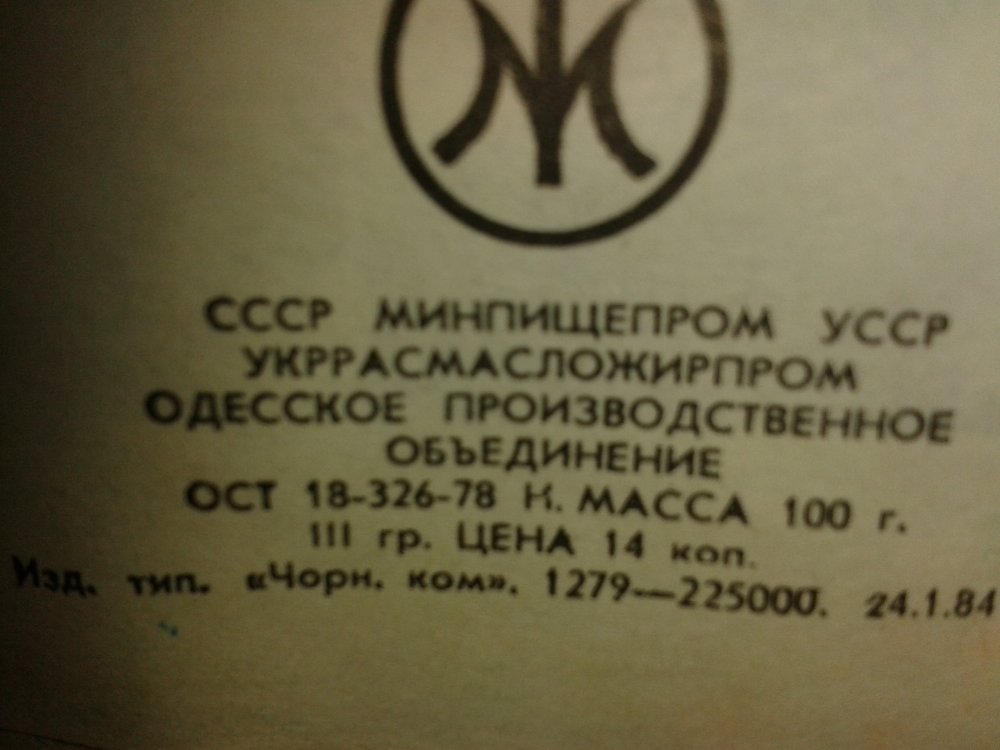 СССР МИНПИЩЕПРОМ УССР
УКРРАСМАСЛОЖИРПРОМ
ОДЕССКОЕ ПРОИЗВОДСТВЕННОЕ
ОБЪЕДИНЕНИЕ
ОСТ 18-326-78 К. МАССА 100 г.
III гр. ЦЕНА 14 коп.
Изд. тип. «Чорн. ком». 1279—225000. 24.1.84